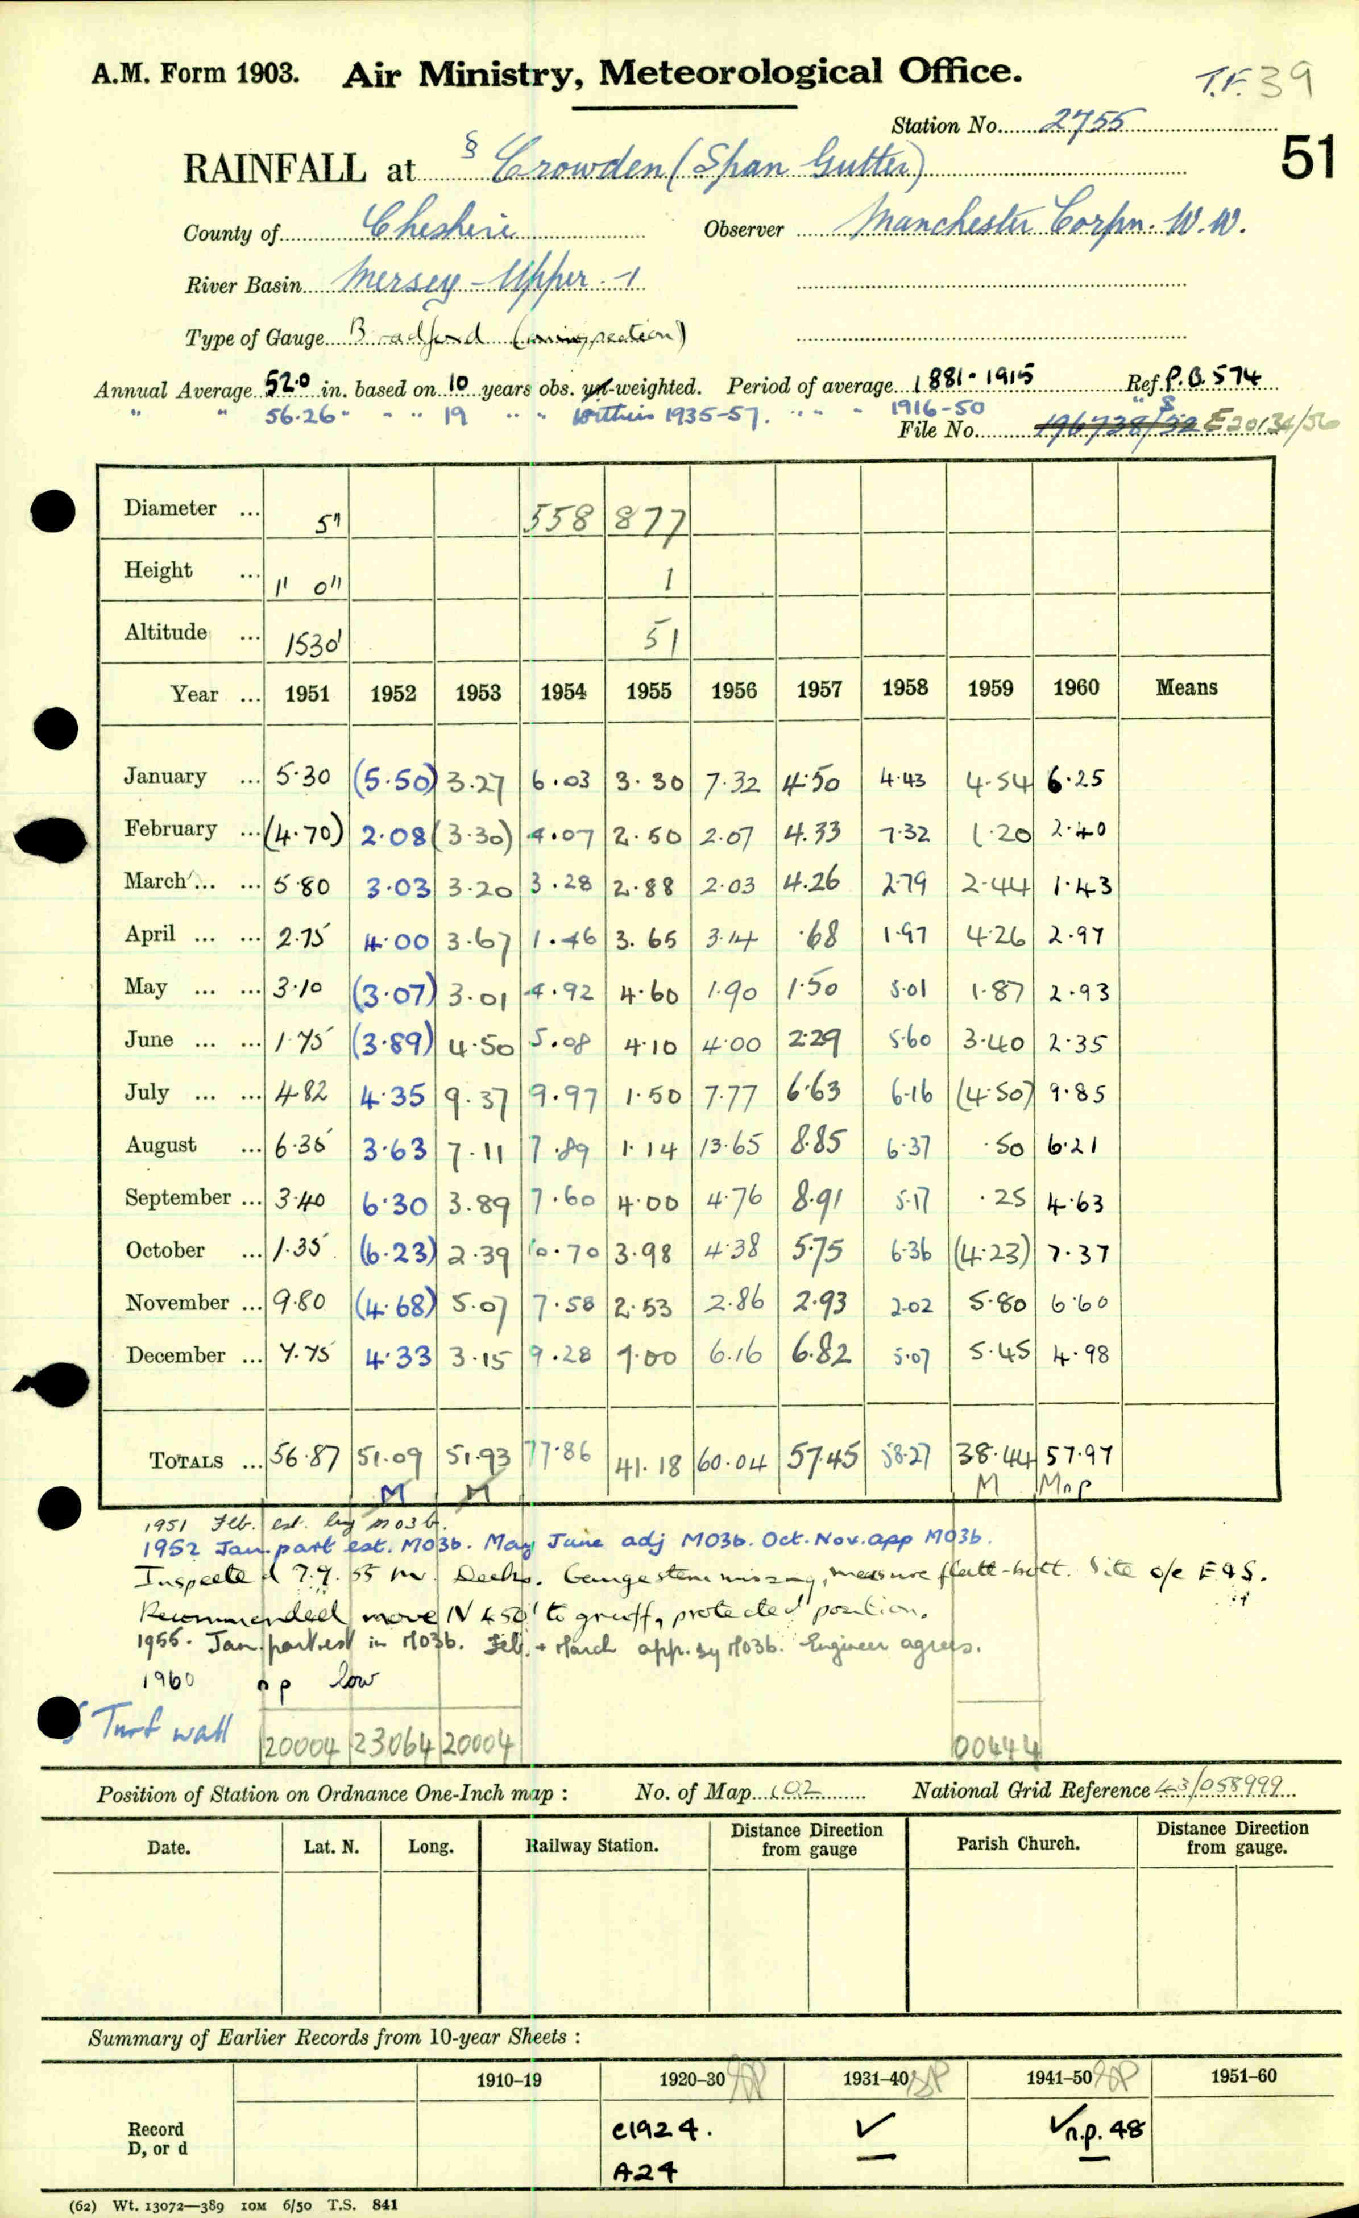 A.M. Form 1903. Air Ministry, Meteorological Office. T.F. 39
Station No. 2755
51
RAINFALL at § Crowden (Span Gutter)
County of Cheshire Observer Manchester Corpn. W.W.
River Basin Mersey - Upper - 1
Type of Gauge Bradford (on inspection)
Annual Average 52.0 in. based on 10 years obs. un-weighted. Period of average 1881-1915 Ref. P.B. 574
" " 56.26 " " " 19 " " " within 1935-57. " " " 1916-50 " S
File No. 196738/52 E20134/56
Diameter ... 5" 558 877
Height ... 1' 0" 1
Altitude ... 1530' 51
Year ... 1951 1952 1953 1954 1955 1956 1957 1958 1959 1960 Means
January ... 5.30 (5.50) 3.27 6.03 3.30 7.32 4.50 4.43 4.54 6.25
February ... (4.70) 2.08 (3.30) 4.07 2.50 2.07 4.33 7.32 1.20 2.40
March ... ... 5.80 3.03 3.20 3.28 2.88 2.03 4.26 2.79 2.44 1.43
April ... ... 2.75 4.00 3.67 1.46 3.65 3.14 .68 1.97 4.26 2.97
May ... ... 3.10 (3.07) 3.01 4.92 4.60 1.90 1.50 5.01 1.87 2.93
June ... ... 1.75 (3.89) 4.50 5.08 4.10 4.00 2.29 5.60 3.40 2.35
July ... ... 4.82 4.35 9.37 9.97 1.50 7.77 6.63 6.16 (4.50) 9.85
August ... 6.35 3.63 7.11 7.89 1.14 13.65 8.85 6.37 .50 6.21
September ... 3.40 6.30 3.89 7.60 4.00 4.76 8.91 5.17 .25 4.63
October ... 1.35 (6.23) 2.39 10.70 3.98 4.38 5.75 6.36 (4.23) 7.37
November ... 9.80 (4.68) 5.07 7.58 2.53 2.86 2.93 2.02 5.80 6.60
December ... 7.75 4.33 3.15 9.28 7.00 6.16 6.82 5.07 5.45 4.98
Totals ... 56.87 51.09 51.93 77.86 41.18 60.04 57.45 58.27 38.44 57.97
M M M Mnp
1951 Feb. est. by M03b.
1952 Jan. part est. M03b. May June adj M03b. Oct. Nov. app M03b.
Inspected 7.9.55 Mr. Deeks. Gauge stem missing, measure flatt-bott. Site o/e E & S.
Recommended move N 450' to gruff, protected position.
1955. Jan. part est in M03b. Feb. + March app. by M03b. Engineer agrees.
1960 n p low
§ Turf wall 20004 23064 20004 00444
Position of Station on Ordnance One-Inch map : No. of Map 102 National Grid Reference 43/058999
Date. Lat. N. Long. Railway Station. Distance Direction from gauge Parish Church. Distance Direction from gauge.
Summary of Earlier Records from 10-year Sheets :
1910-19 1920-30 1931-40 1941-50 1951-60
Record D, or d c1924. ✓ ✓n.p. 48
A24
(62) Wt. 13072—389 10M 6/50 T.S. 841